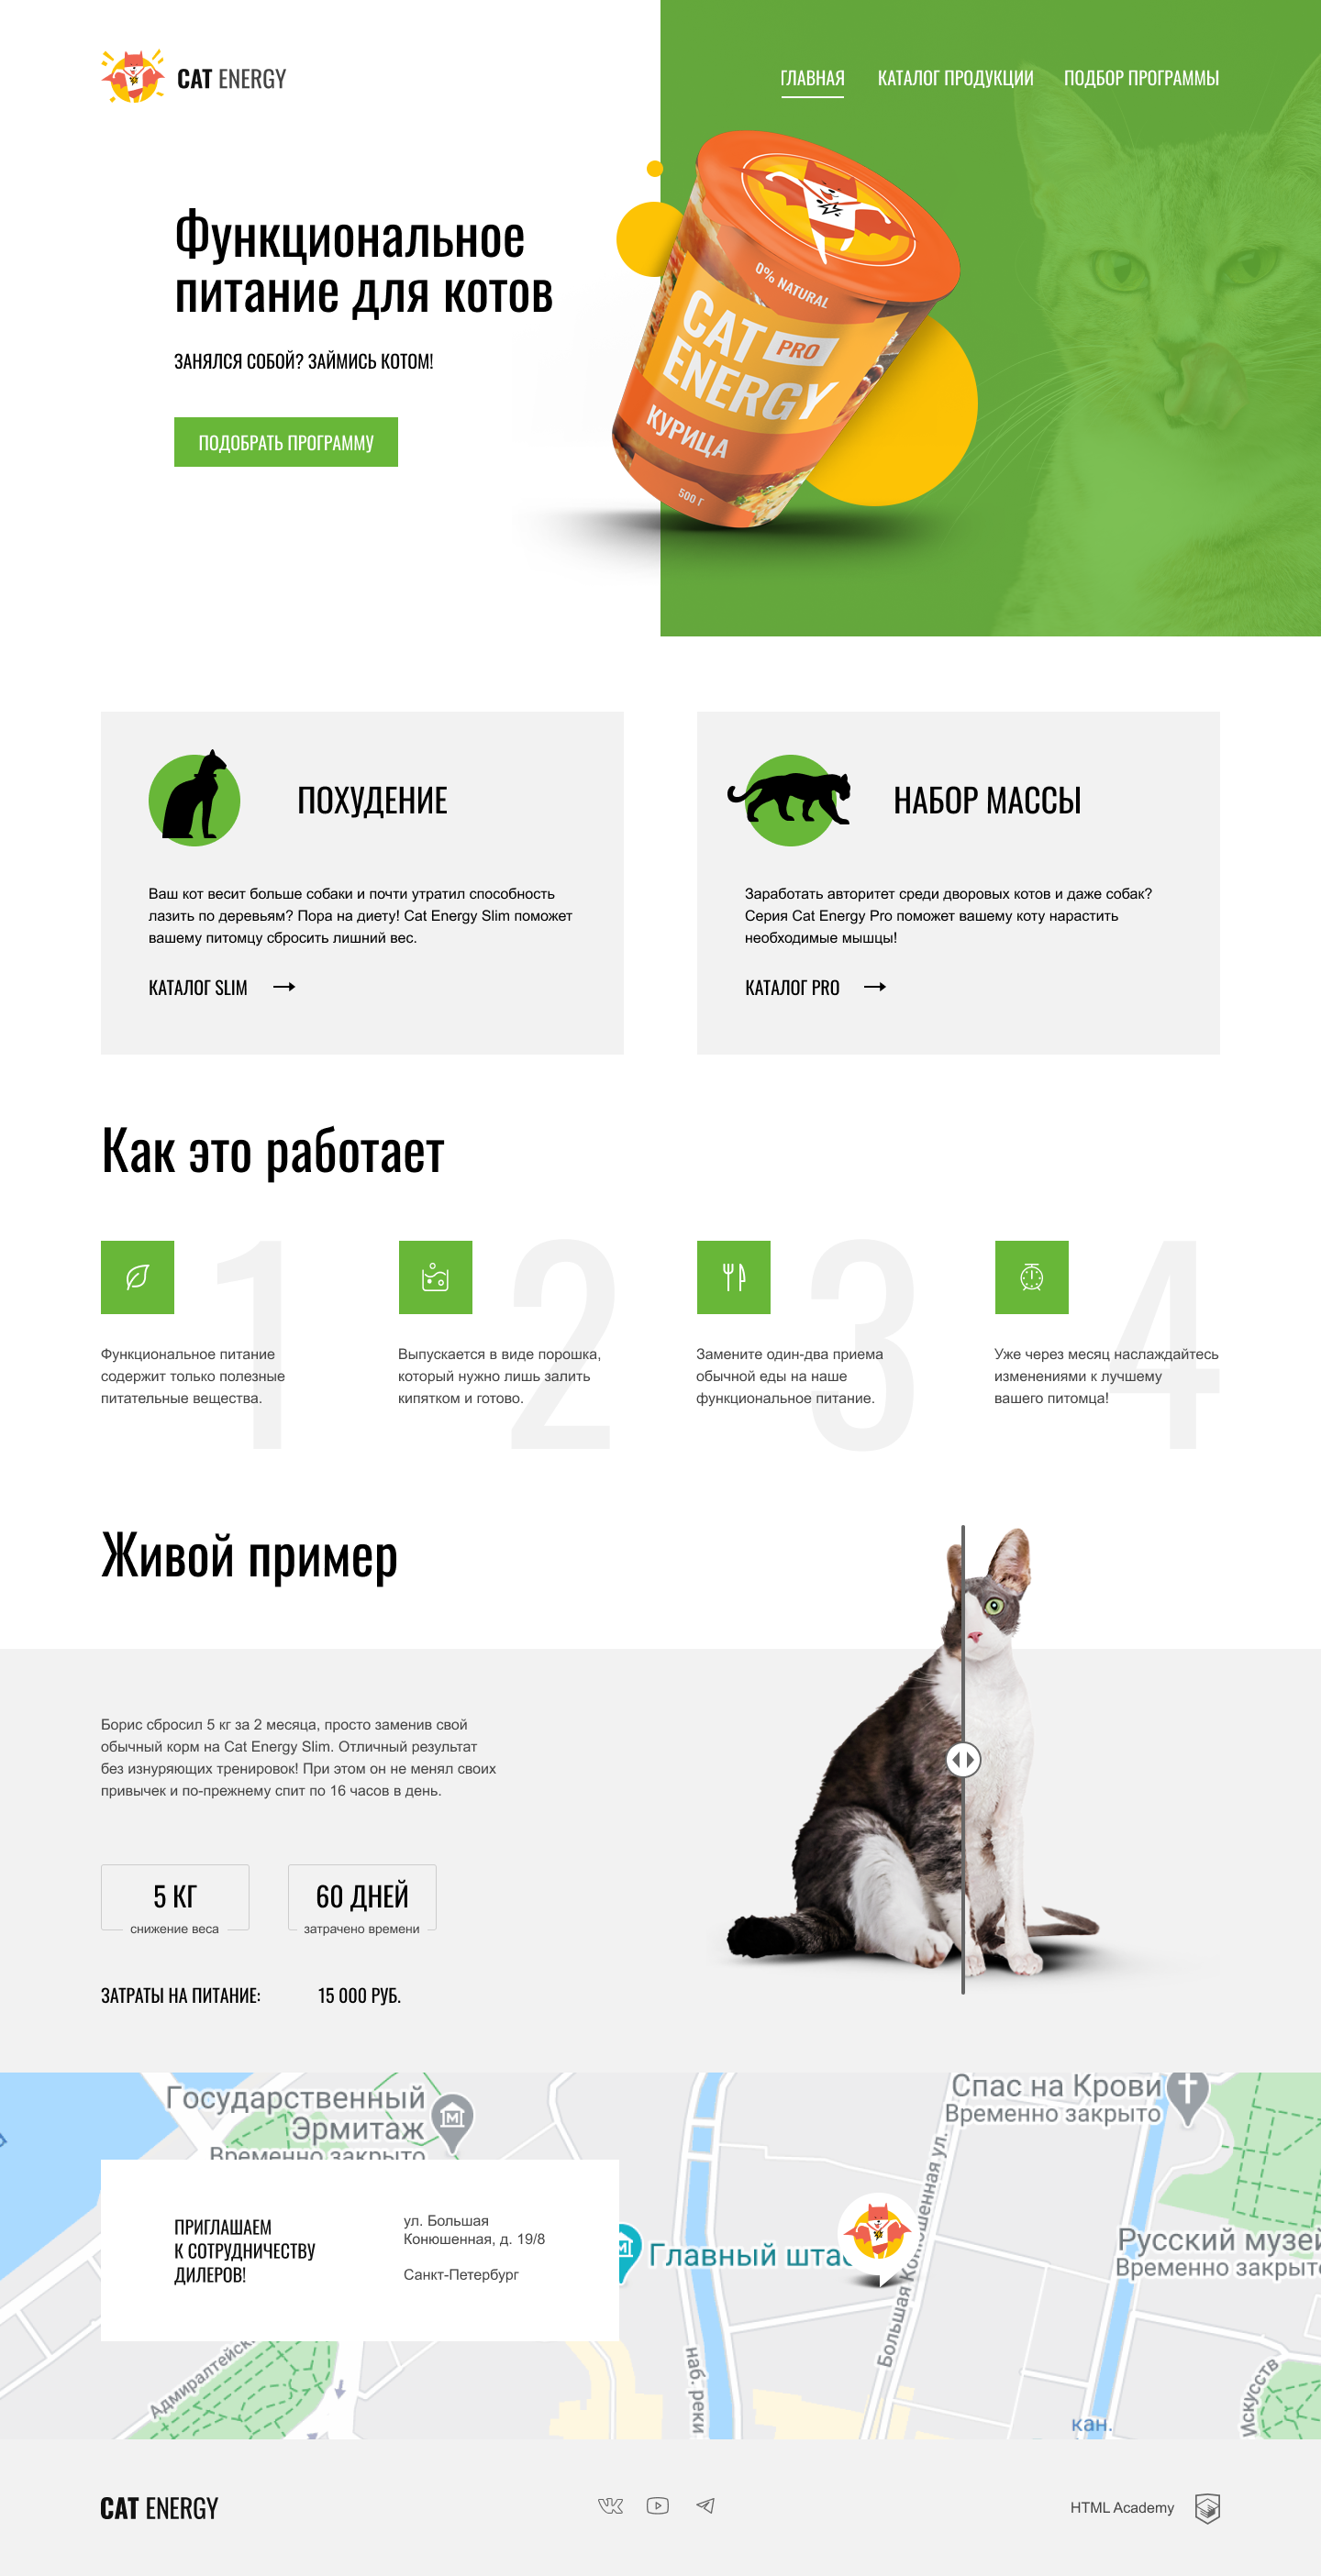 CAT ENERGY
ГЛАВНАЯ
КАТАЛОГ ПРОДУКЦИИ
ПОДБОР ПРОГРАММЫ
Функциональное
питание для котов
ЗАНЯЛСЯ СОБОЙ? ЗАЙМИСЬ КОТОМ!
ПОДОБРАТЬ ПРОГРАММУ
0% NATURAL
CAT PRO
ENERGY
КУРИЦА
500 Г
ПОХУДЕНИЕ
Ваш кот весит больше собаки и почти утратил способность
лазить по деревьям? Пора на диету! Cat Energy Slim поможет
вашему питомцу сбросить лишний вес.
КАТАЛОГ SLIM
НАБОР МАССЫ
Заработать авторитет среди дворовых котов и даже собак?
Серия Cat Energy Pro поможет вашему коту нарастить
необходимые мышцы!
КАТАЛОГ PRO
Как это работает
1
Функциональное питание
содержит только полезные
питательные вещества.
2
Выпускается в виде порошка,
который нужно лишь залить
кипятком и готово.
3
Замените один-два приема
обычной еды на наше
функциональное питание.
4
Уже через месяц наслаждайтесь
изменениями к лучшему
вашего питомца!
Живой пример
Борис сбросил 5 кг за 2 месяца, просто заменив свой
обычный корм на Cat Energy Slim. Отличный результат
без изнуряющих тренировок! При этом он не менял своих
привычек и по-прежнему спит по 16 часов в день.
5 КГ
снижение веса
60 ДНЕЙ
затрачено времени
ЗАТРАТЫ НА ПИТАНИЕ:
15 000 РУБ.
Государственный
Эрмитаж
Временно закрыто
Спас на Крови
Временно закрыто
ПРИГЛАШАЕМ
К СОТРУДНИЧЕСТВУ
ДИЛЕРОВ!
ул. Большая
Конюшенная, д. 19/8
Санкт-Петербург
Главный
Большая
ул.
Русский
Временно
наб. реки
кан.
Искусств
CAT ENERGY
HTML Academy